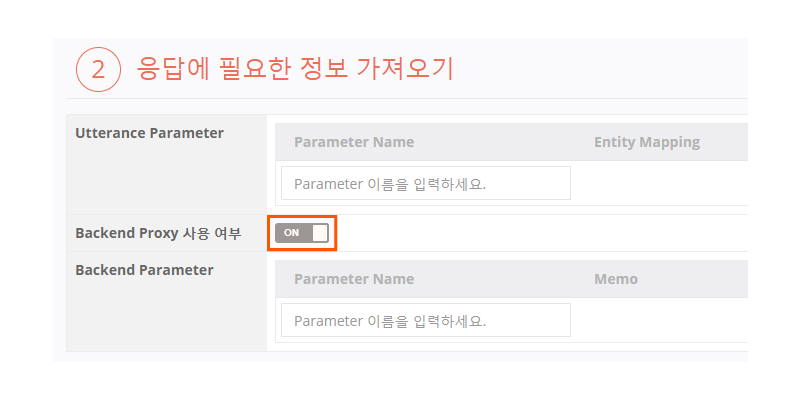 2 응답에 필요한 정보 가져오기
Utterance Parameter
Parameter Name Entity Mapping
Parameter 이름을 입력하세요.
Backend Proxy 사용 여부 ON
Backend Parameter
Parameter Name Memo
Parameter 이름을 입력하세요.